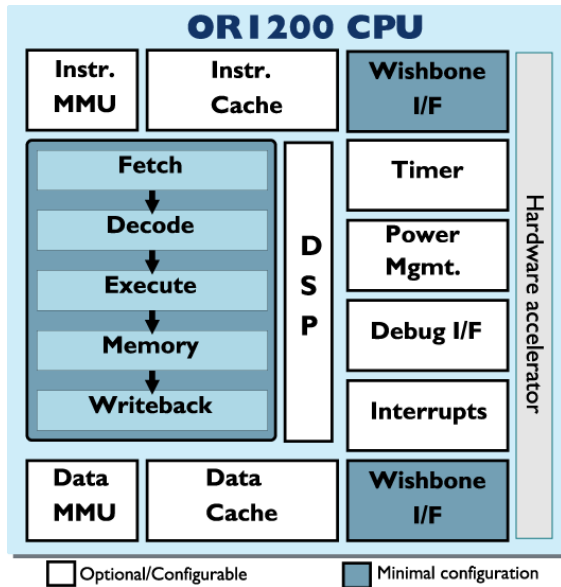 OR1200 CPU
Instr.
MMU
Instr.
Cache
Wishbone
I/F
Fetch
Decode
Execute
Memory
Writeback
D
S
P
Timer
Power
Mgmt.
Debug I/F
Interrupts
Hardware accelerator
Data
MMU
Data
Cache
Wishbone
I/F
Optional/Configurable
Minimal configuration